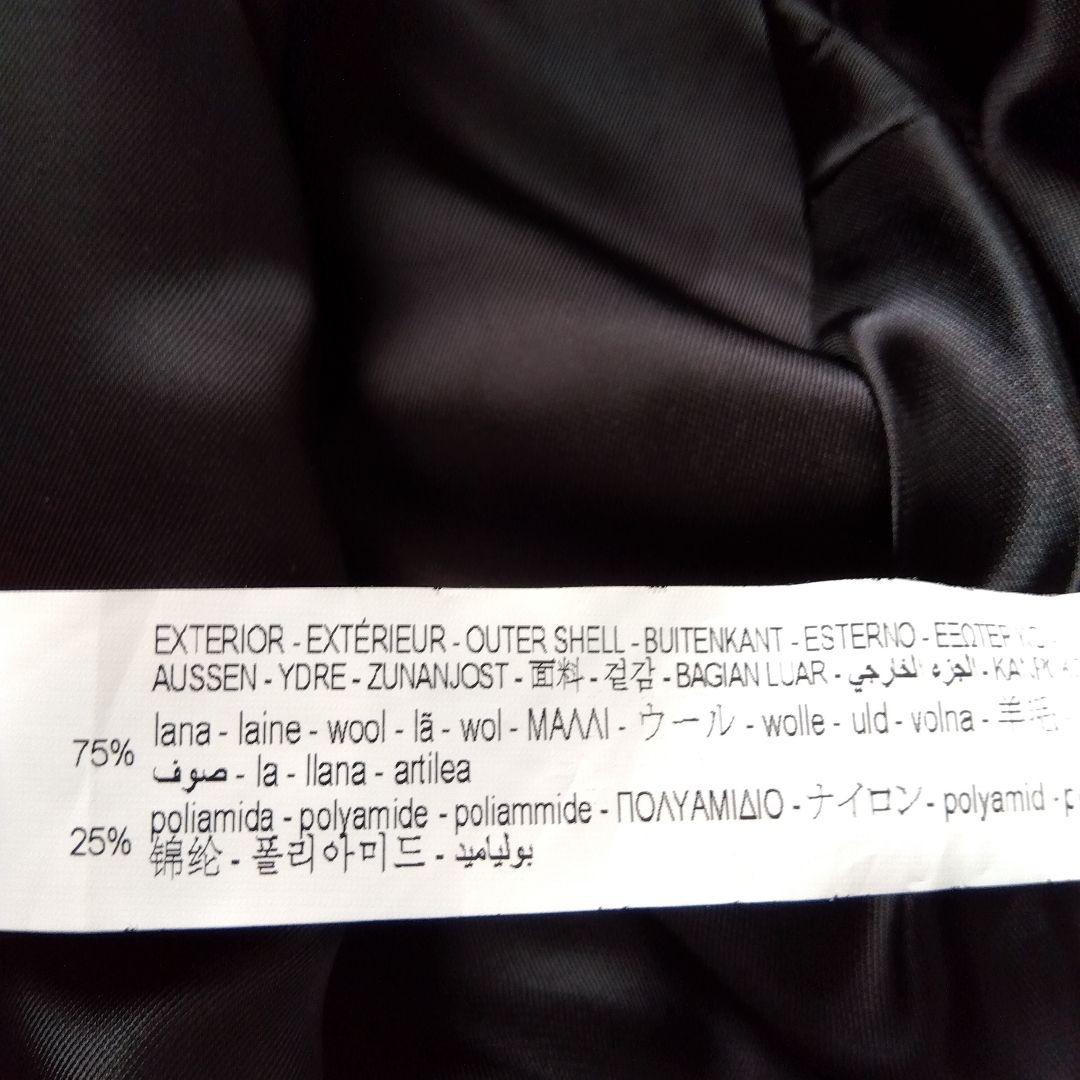 EXTERIOR - EXTÉRIEUR - OUTER SHELL - BUITENKANT - ESTERNO -
AUSSEN - YDRE - ZUNANJOST - 面料 - 겉감 - BAGIAN LUAR - الجزء الخارجي -
75% lana - laine - wool - lã - wol - ΜΑΛΛΙ - ウール - wolle - uld - volna - 羊毛 -
صوف - la - llana - artilea
25% poliamida - polyamide - poliammide - ΠΟΛΥΑΜΙΔΙΟ - ナイロン - polyamid -
锦纶 - 폴리아미드 - بولياميد